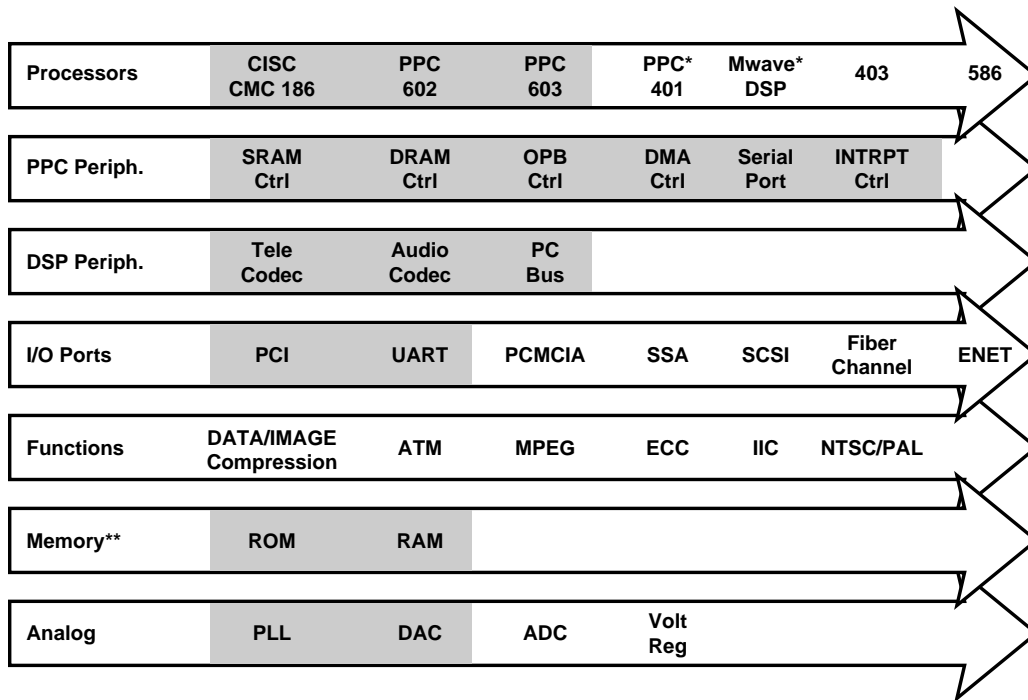 Processors
CISC
CMC 186
PPC
602
PPC
603
PPC*
401
Mwave*
DSP
403
586
PPC Periph.
SRAM
Ctrl
DRAM
Ctrl
OPB
Ctrl
DMA
Ctrl
Serial
Port
INTRPT
Ctrl
DSP Periph.
Tele
Codec
Audio
Codec
PC
Bus
I/O Ports
PCI
UART
PCMCIA
SSA
SCSI
Fiber
Channel
ENET
Functions
DATA/IMAGE
Compression
ATM
MPEG
ECC
IIC
NTSC/PAL
Memory**
ROM
RAM
Analog
PLL
DAC
ADC
Volt
Reg